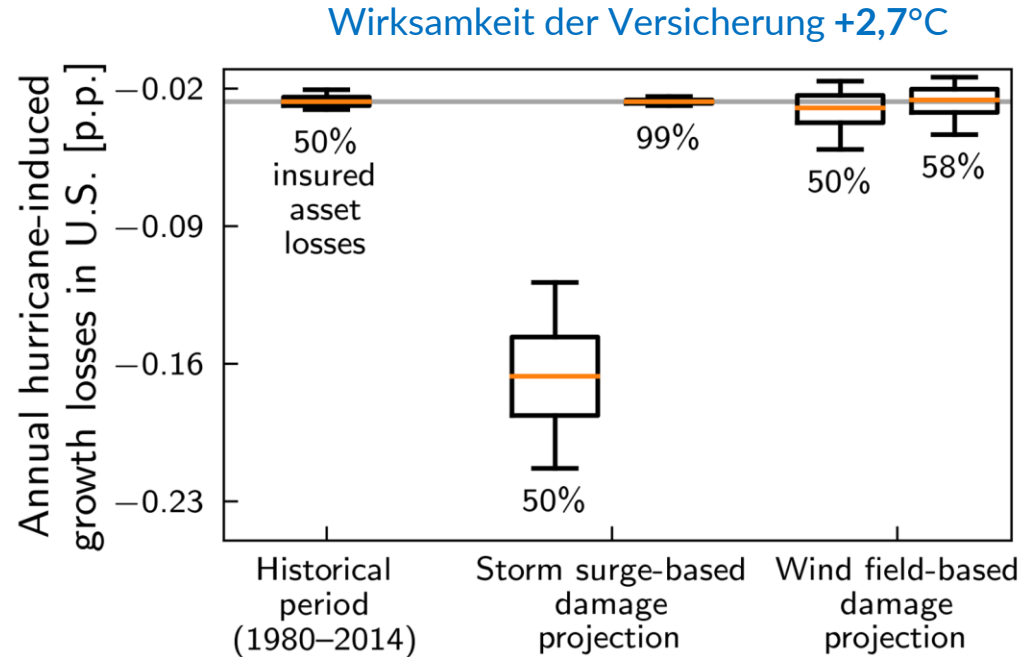 Wirksamkeit der Versicherung +2,7°C
Annual hurricane-induced
growth losses in U.S. [p.p.]
−0.02
−0.09
−0.16
−0.23
50%
insured
asset
losses
50%
99%
50%
58%
Historical
period
(1980–2014)
Storm surge-based
damage
projection
Wind field-based
damage
projection